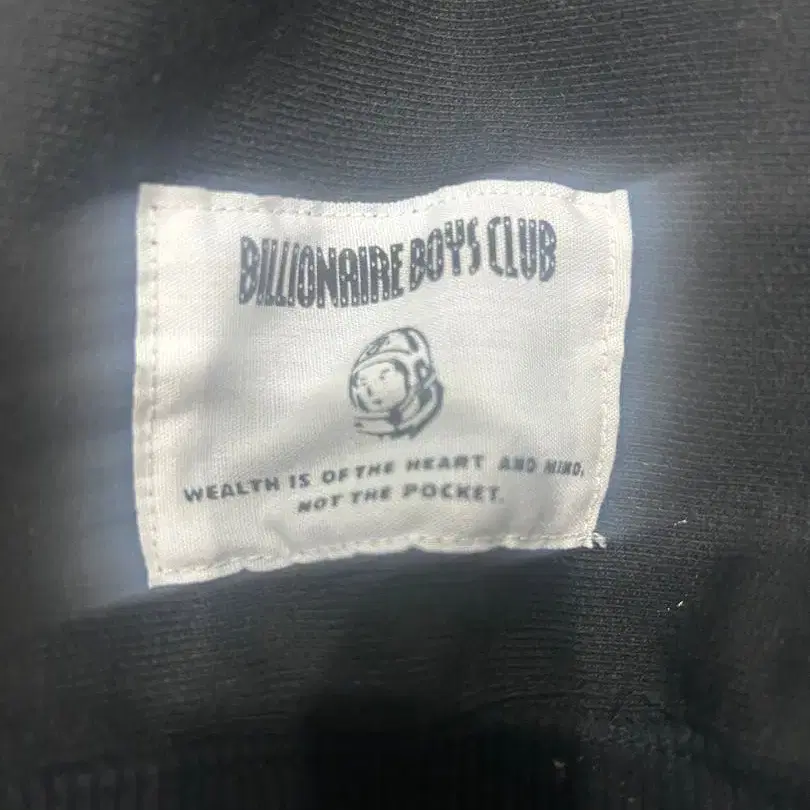 BILLIONAIRE BOYS CLUB
WEALTH IS OF THE HEART AND MIND,
NOT THE POCKET.